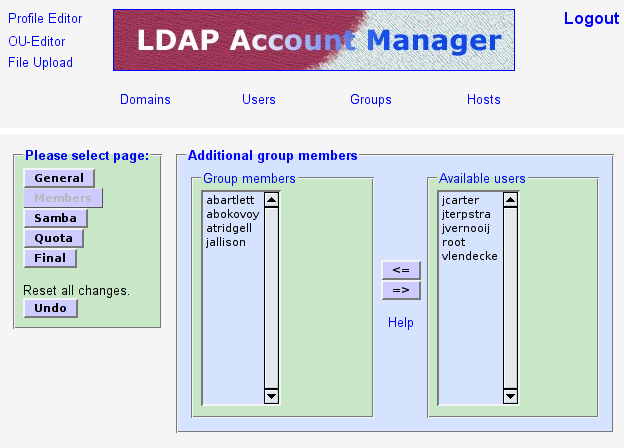 Profile Editor
OU-Editor
File Upload
LDAP Account Manager
Logout
Domains Users Groups Hosts
Please select page:
General
Members
Samba
Quota
Final
Reset all changes.
Undo
Additional group members
Group members
abartlett
abokovoy
atridgell
jallison
<=
=>
Help
Available users
jcarter
jterpstra
jvernooij
root
vlendecke